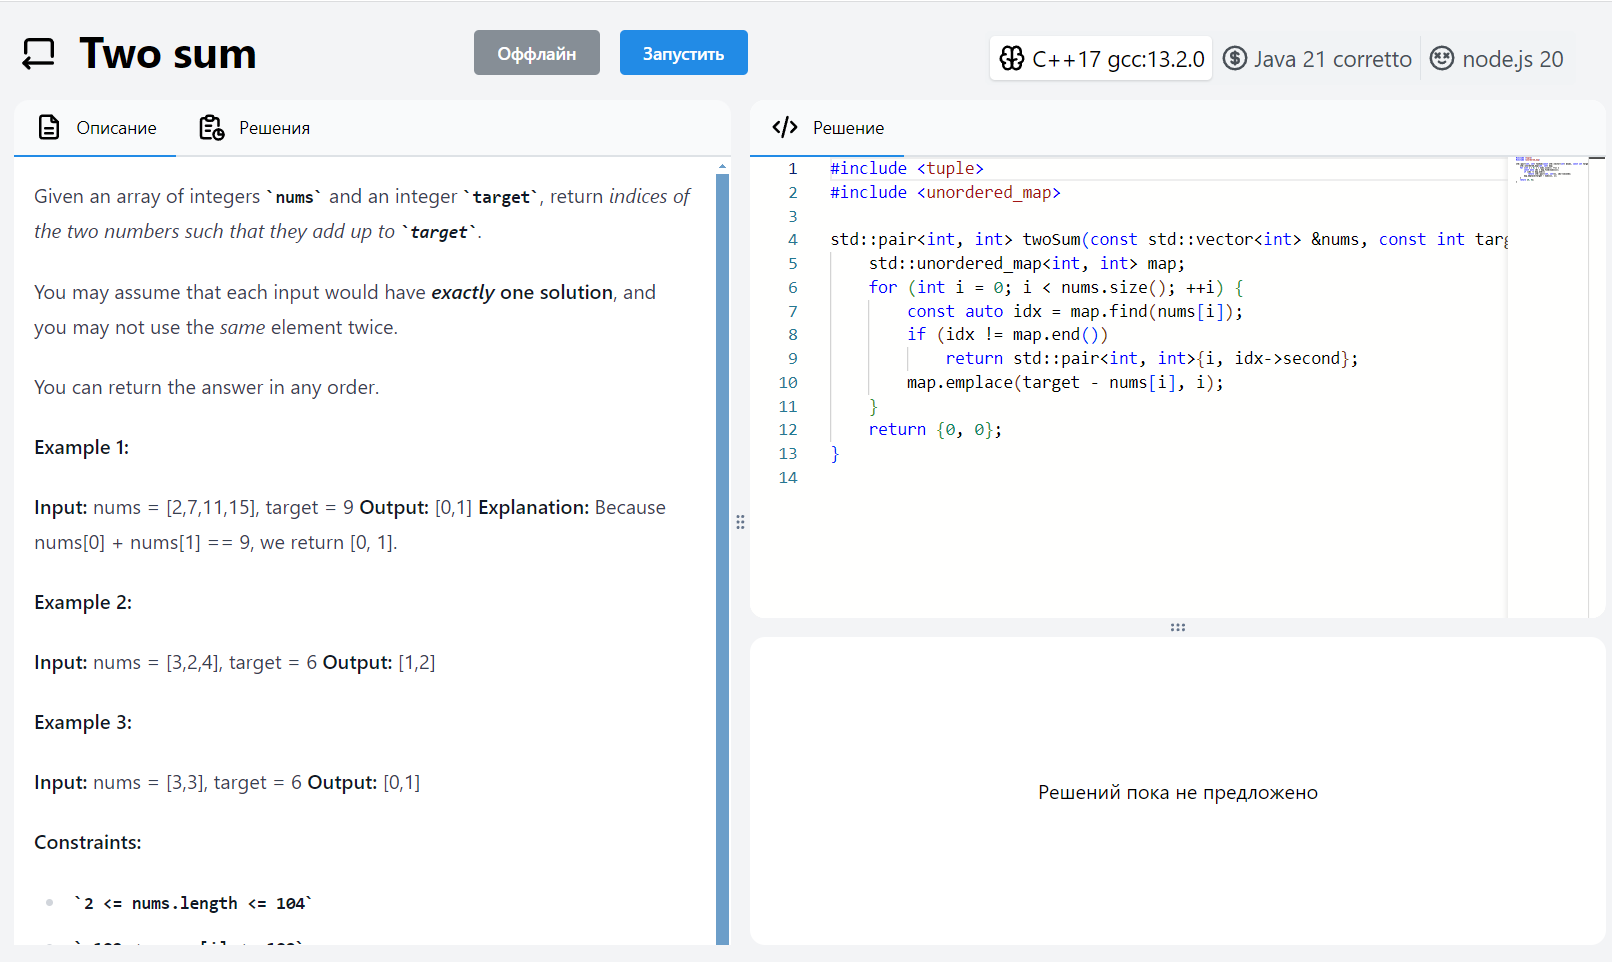 Two sum
Оффлайн
Запустить
C++17 gcc:13.2.0
Java 21 corretto
node.js 20
Описание
Решения
Given an array of integers `nums` and an integer `target`, return indices of
the two numbers such that they add up to `target`.
You may assume that each input would have exactly one solution, and
you may not use the same element twice.
You can return the answer in any order.
Example 1:
Input: nums = [2,7,11,15], target = 9 Output: [0,1] Explanation: Because
nums[0] + nums[1] == 9, we return [0, 1].
Example 2:
Input: nums = [3,2,4], target = 6 Output: [1,2]
Example 3:
Input: nums = [3,3], target = 6 Output: [0,1]
Constraints:
`2 <= nums.length <= 104`
Решение
1 #include <tuple>
2 #include <unordered_map>
3
4 std::pair<int, int> twoSum(const std::vector<int> &nums, const int targ
5     std::unordered_map<int, int> map;
6     for (int i = 0; i < nums.size(); ++i) {
7         const auto idx = map.find(nums[i]);
8         if (idx != map.end())
9             return std::pair<int, int>{i, idx->second};
10         map.emplace(target - nums[i], i);
11     }
12     return {0, 0};
13 }
14
Решений пока не предложено